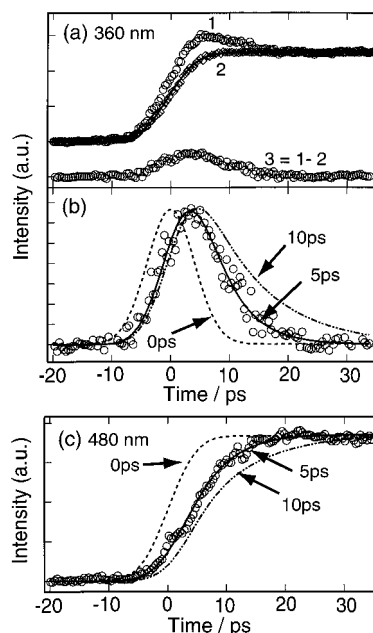 (a) 360 nm
1
2
3 = 1- 2
Intensity (a.u.)
(b)
10ps
5ps
0ps
-20 -10 0 10 20 30
Time / ps
(c) 480 nm
0ps
5ps
10ps
Intensity (a.u.)
-20 -10 0 10 20 30
Time / ps